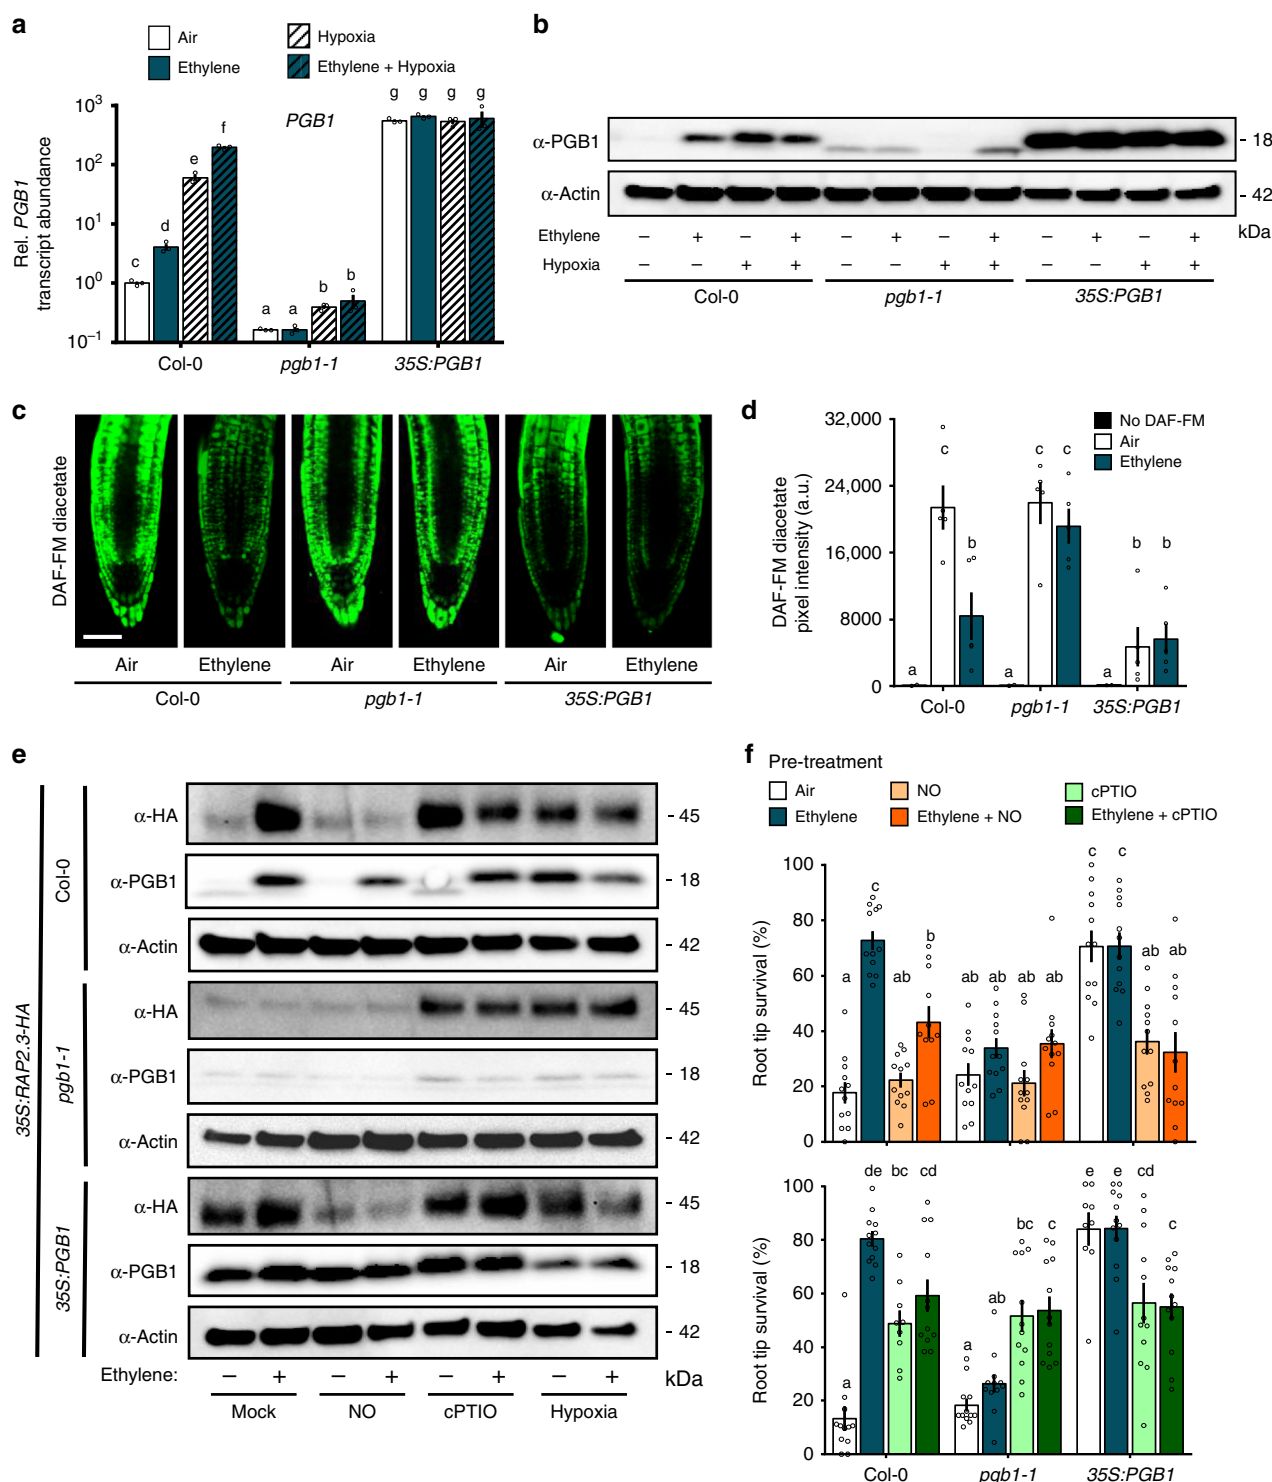 a
Air
Ethylene
Hypoxia
Ethylene + Hypoxia
PGB1
Rel. PGB1
transcript abundance
10³
10²
10¹
10⁰
10⁻¹
c
d
e
f
a
a
b
b
g
g
g
g
Col-0
pgb1-1
35S:PGB1
b
α-PGB1
- 18
α-Actin
- 42
kDa
Ethylene
− + − + − + − + − + − +
Hypoxia
− − + + − − + + − − + +
Col-0
pgb1-1
35S:PGB1
c
DAF-FM diacetate
Air
Ethylene
Air
Ethylene
Air
Ethylene
Col-0
pgb1-1
35S:PGB1
d
No DAF-FM
Air
Ethylene
DAF-FM diacetate
pixel intensity (a.u.)
32,000
24,000
16,000
8000
0
a
c
b
a
c
c
a
b
b
Col-0
pgb1-1
35S:PGB1
e
35S:RAP2.3-HA
Col-0
α-HA
- 45
α-PGB1
- 18
α-Actin
- 42
pgb1-1
α-HA
- 45
α-PGB1
- 18
α-Actin
- 42
35S:PGB1
α-HA
- 45
α-PGB1
- 18
α-Actin
- 42
Ethylene:
− + − + − + − +
kDa
Mock
NO
cPTIO
Hypoxia
f
Pre-treatment
Air
Ethylene
NO
Ethylene + NO
cPTIO
Ethylene + cPTIO
Root tip survival (%)
100
80
60
40
20
0
a
c
ab
b
ab
ab
ab
ab
c
c
ab
ab
Root tip survival (%)
100
80
60
40
20
0
a
de
bc
cd
a
ab
bc
c
e
e
cd
c
Col-0
pgb1-1
35S:PGB1